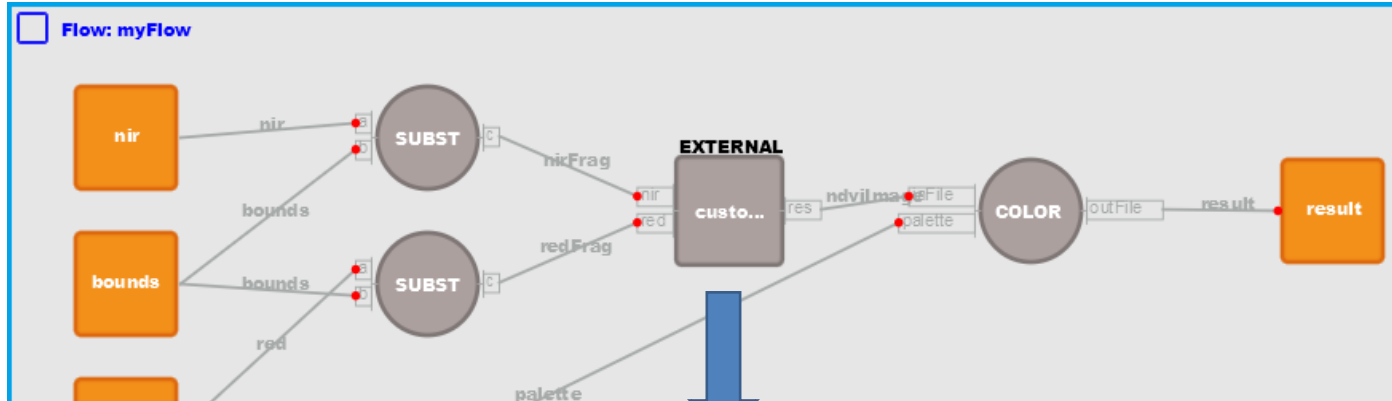 Flow: myFlow
nir
nir
a
b
SUBST
c
nirFrag
EXTERNAL
nir
red
custo...
res
ndviImage
palette
COLOR
outFile
result
result
bounds
bounds
bounds
a
b
SUBST
c
redFrag
red
palette